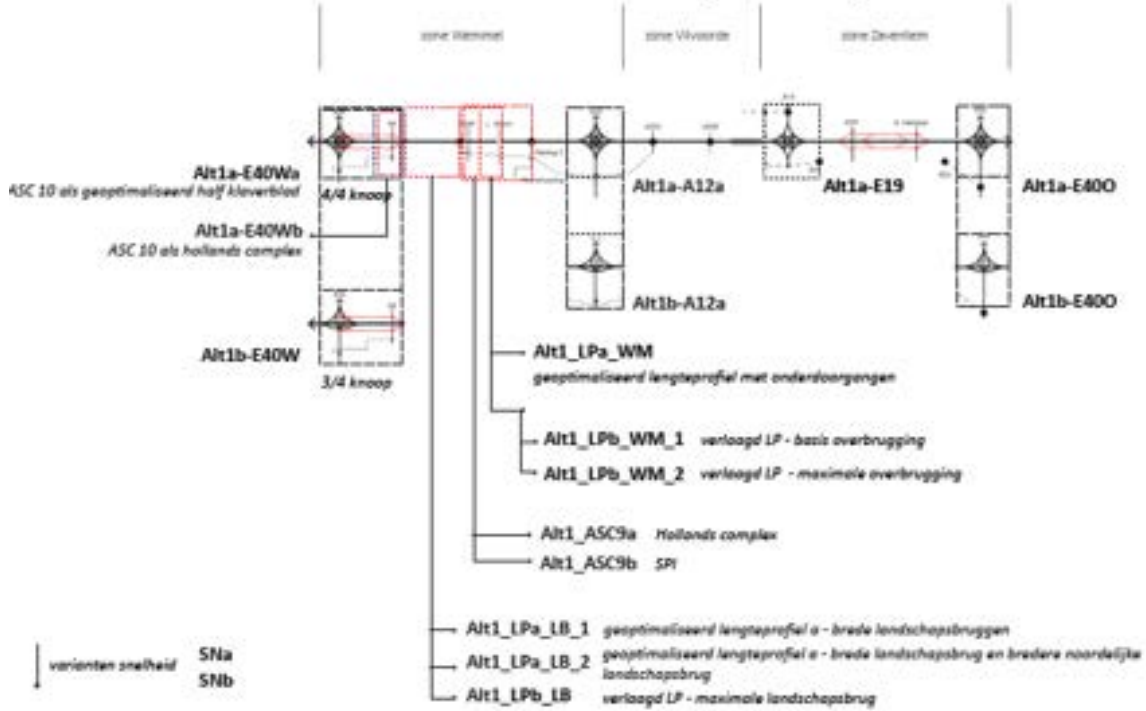 zone Wemmel
zone Vilvoorde
zone Zaventem
Alt1a-E40Wa
ASC 10 als geoptimaliseerd half klaverblad
4/4 knoop
Alt1a-E40Wb
ASC 10 als hollands complex
Alt1a-A12a
Alt1a-E19
Alt1a-E40O
Alt1b-A12a
Alt1b-E40O
Alt1b-E40W
3/4 knoop
Alt1_LPa_WM
geoptimaliseerd lengteprofiel met onderdoorgangen
Alt1_LPb_WM_1 verlaagd LP - basis overbrugging
Alt1_LPb_WM_2 verlaagd LP - maximale overbrugging
Alt1_ASC9a Hollands complex
Alt1_ASC9b SPI
Alt1_LPa_LB_1 geoptimaliseerd lengteprofiel a - brede landschapsbruggen
Alt1_LPa_LB_2 geoptimaliseerd lengteprofiel a - brede landschapsbrug en bredere noordelijke
landschapsbrug
Alt1_LPb_LB verlaagd LP - maximale landschapsbrug
varianten snelheid
SNa
SNb